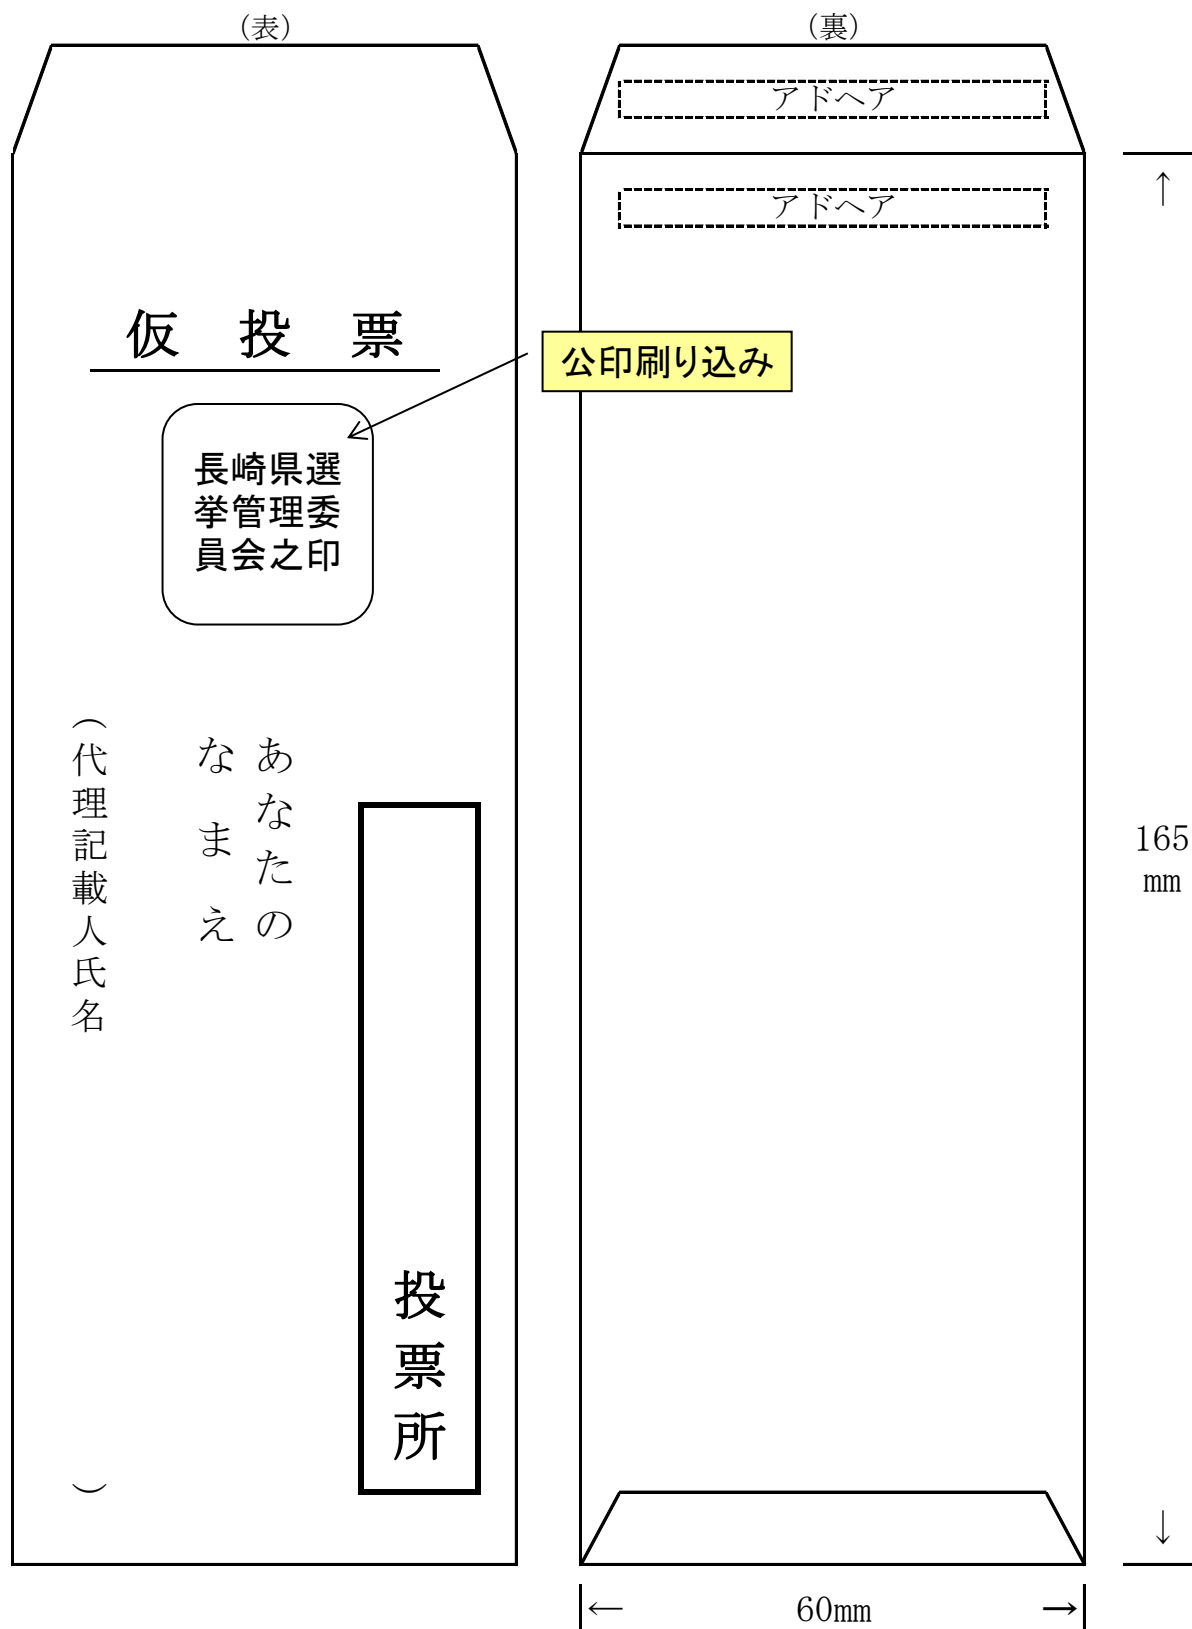 （表）
仮投票
公印刷り込み
長崎県選
挙管理委
員会之印
投票所
あなたの
なまえ
（代理記載人氏名　）
（裏）
アドヘア
アドヘア
↑
165
mm
↓
← 60mm →